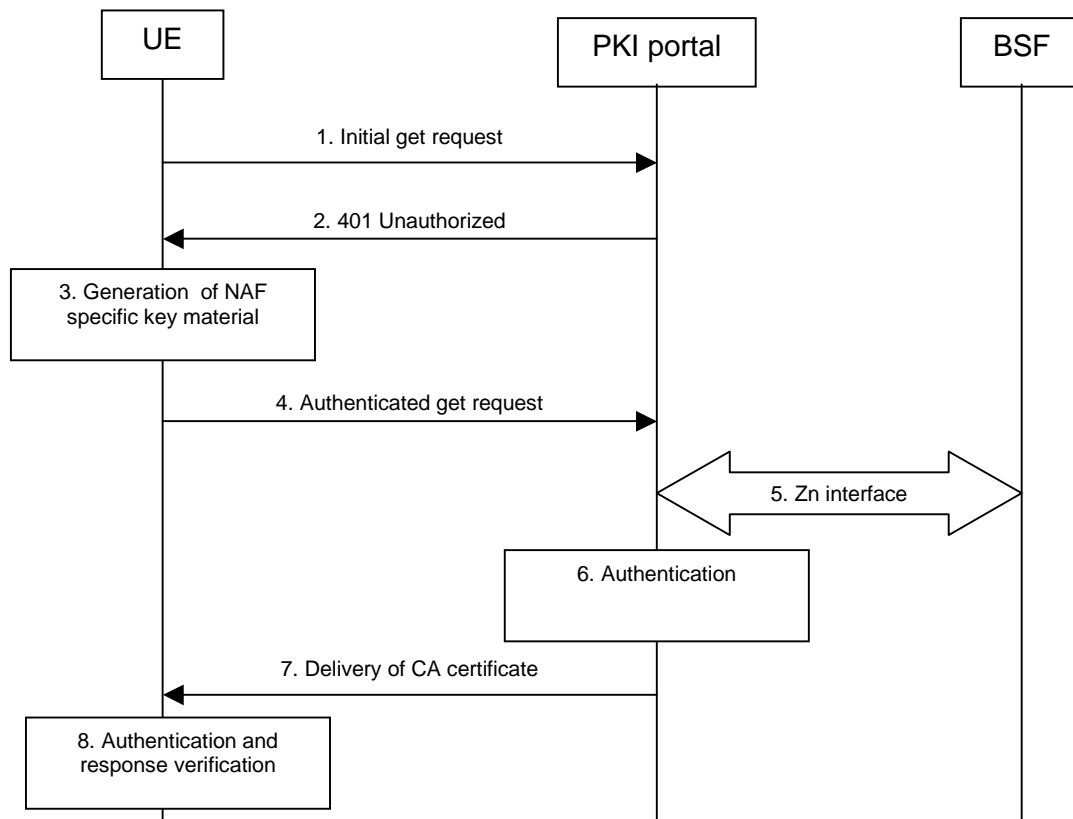 UE
PKI portal
BSF
1. Initial get request
2. 401 Unauthorized
3. Generation of NAF
specific key material
4. Authenticated get request
5. Zn interface
6. Authentication
7. Delivery of CA certificate
8. Authentication and
response verification